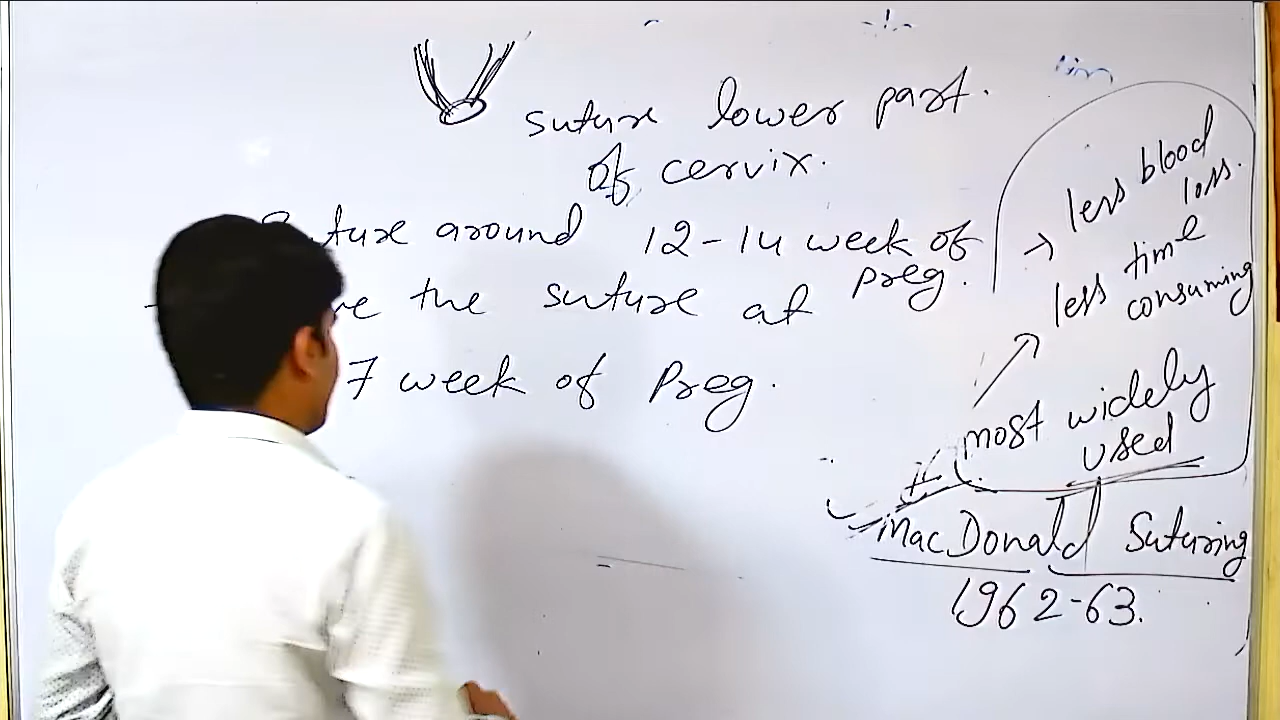 suture lower part.
of cervix.
suture around 12-14 week of
preg.
the suture at
7 week of Preg.
→ less blood
loss.
less time
consuming
most widely
used
MacDonald Suturing
1962-63.